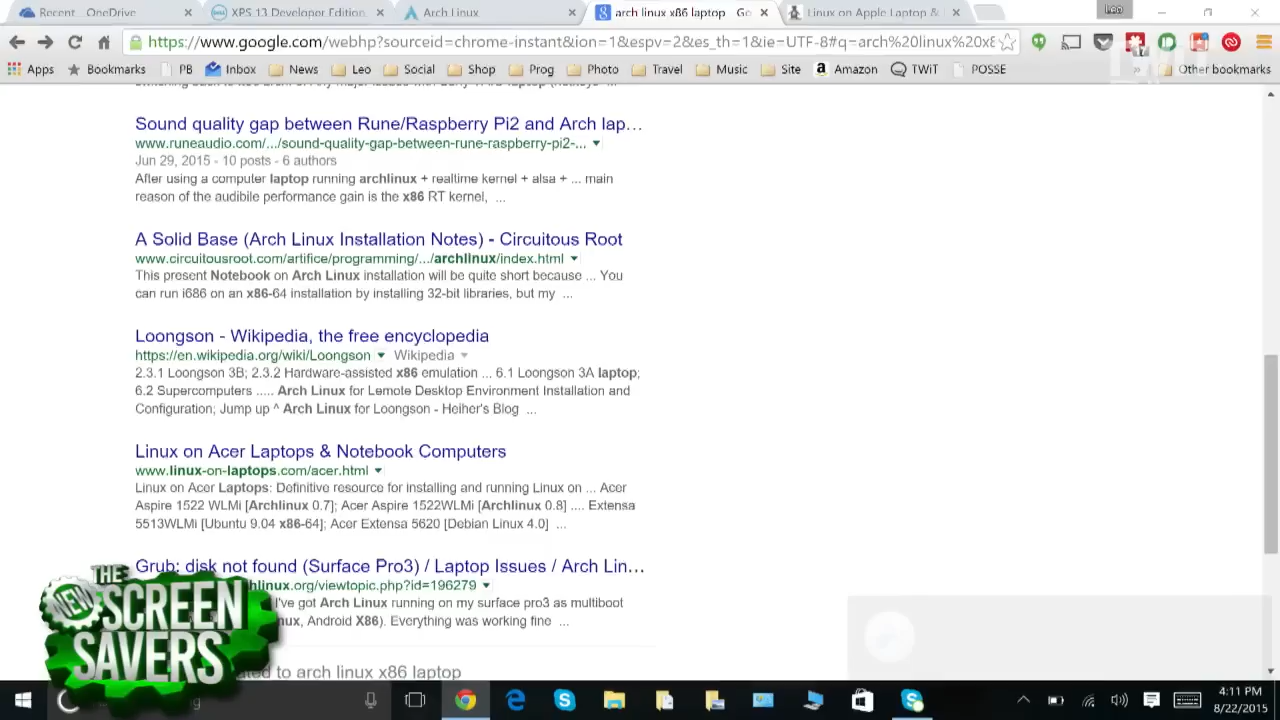 Your OneDrive
XPS 13 Developer Edition
Arch Linux
arch linux x86 laptop - Go
Linux on Apple Laptop &
Leo
https://www.google.com/webhp?sourceid=chrome-instant&ion=1&espv=2&es_th=1&ie=UTF-8#q=arch%20linux%20x8
Apps
Bookmarks
PB
Inbox
News
Leo
Social
Shop
Prog
Photo
Travel
Music
Site
Amazon
TWiT
POSSE
»
Other bookmarks
Sound quality gap between Rune/Raspberry Pi2 and Arch lap...
www.runeaudio.com/.../sound-quality-gap-between-rune-raspberry-pi2-...
Jun 29, 2015 - 10 posts - 6 authors
After using a computer laptop running archlinux + realtime kernel + alsa + ... main
reason of the audibile performance gain is the x86 RT kernel, ...
A Solid Base (Arch Linux Installation Notes) - Circuitous Root
www.circuitousroot.com/artifice/programming/.../archlinux/index.html
This present Notebook on Arch Linux installation will be quite short because ... You
can run i686 on an x86-64 installation by installing 32-bit libraries, but my ...
Loongson - Wikipedia, the free encyclopedia
https://en.wikipedia.org/wiki/Loongson Wikipedia
2.3.1 Loongson 3B; 2.3.2 Hardware-assisted x86 emulation ... 6.1 Loongson 3A laptop;
6.2 Supercomputers ..... Arch Linux for Lemote Desktop Environment Installation and
Configuration; Jump up ^ Arch Linux for Loongson - Heiher's Blog ...
Linux on Acer Laptops & Notebook Computers
www.linux-on-laptops.com/acer.html
Linux on Acer Laptops: Definitive resource for installing and running Linux on ... Acer
Aspire 1522 WLMi [Archlinux 0.7]; Acer Aspire 1522WLMi [Archlinux 0.8] .... Extensa
5513WLMi [Ubuntu 9.04 x86-64]; Acer Extensa 5620 [Debian Linux 4.0] ...
Grub: disk not found (Surface Pro3) / Laptop Issues / Arch Lin...
hlinux.org/viewtopic.php?id=196279
I've got Arch Linux running on my surface pro3 as multiboot
nux, Android X86). Everything was working fine ...
to arch linux x86 laptop
THE
NEW
SCREEN
SAVERS
4:11 PM
8/22/2015